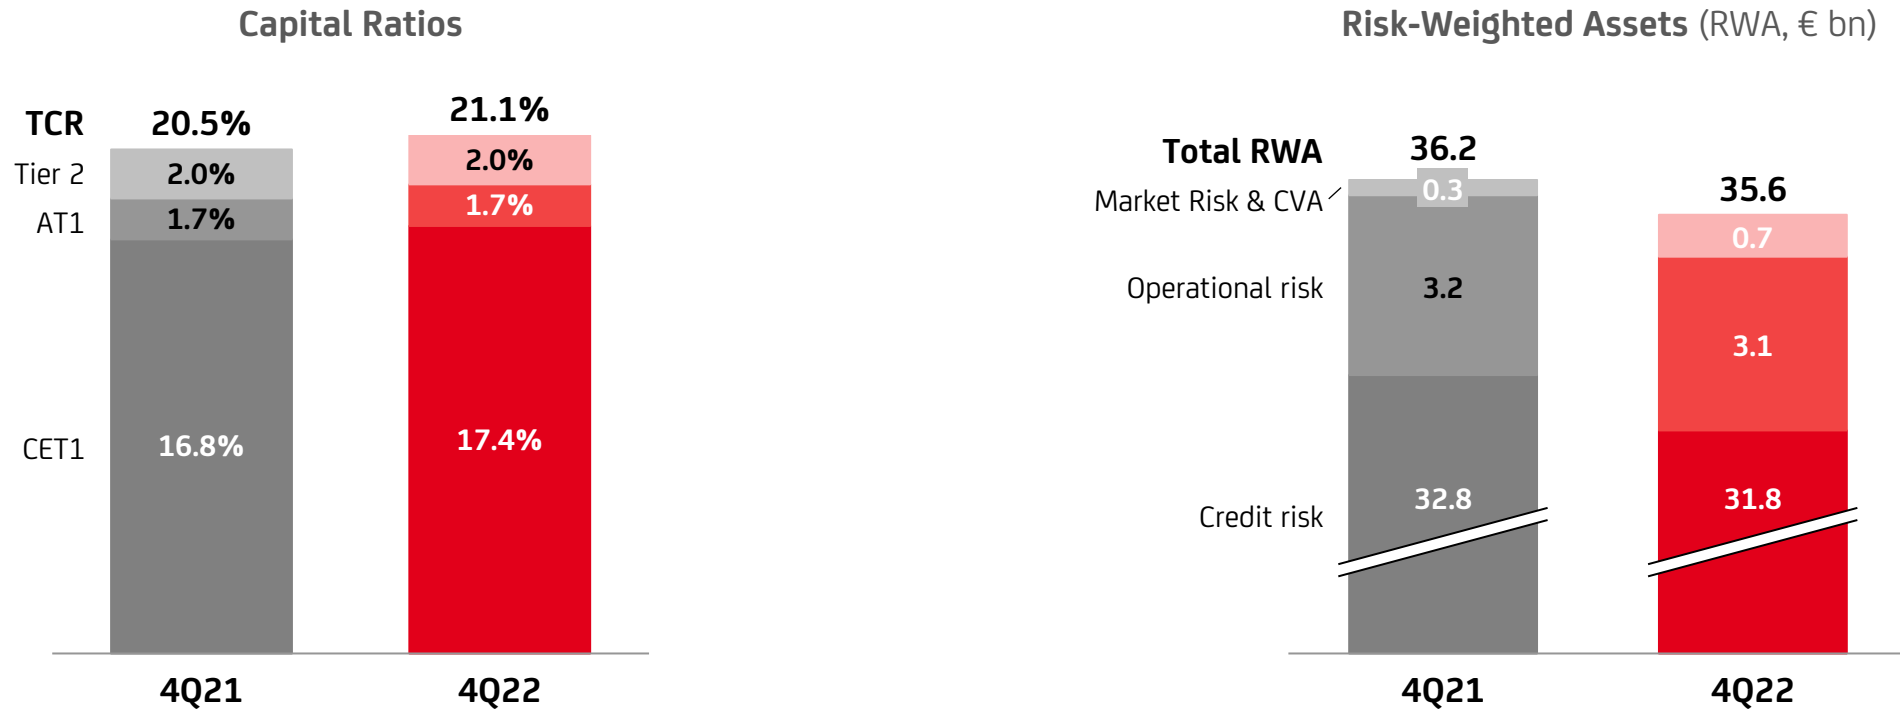 Capital Ratios
TCR 20.5% 21.1%
Tier 2 2.0% 2.0%
AT1 1.7% 1.7%
CET1 16.8% 17.4%
4Q21 4Q22
Risk-Weighted Assets (RWA, € bn)
Total RWA 36.2 35.6
Market Risk & CVA 0.3 0.7
Operational risk 3.2 3.1
Credit risk 32.8 31.8
4Q21 4Q22